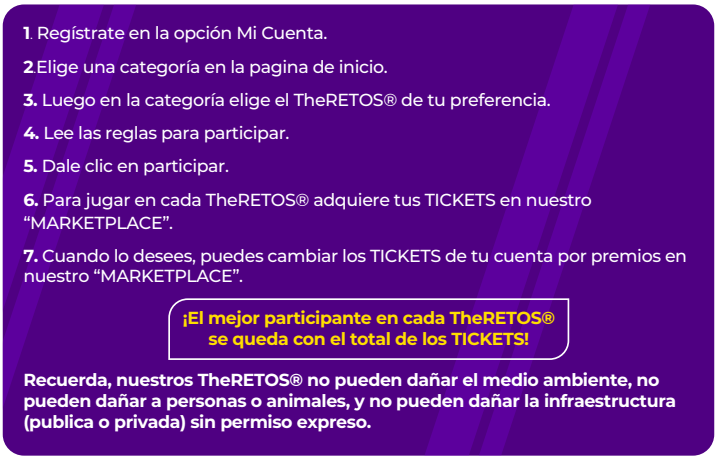 1. Regístrate en la opción Mi Cuenta.
2.Elige una categoría en la pagina de inicio.
3. Luego en la categoría elige el TheRETOS® de tu preferencia.
4. Lee las reglas para participar.
5. Dale clic en participar.
6. Para jugar en cada TheRETOS® adquiere tus TICKETS en nuestro
“MARKETPLACE”.
7. Cuando lo desees, puedes cambiar los TICKETS de tu cuenta por premios en
nuestro “MARKETPLACE”.
¡El mejor participante en cada TheRETOS®
se queda con el total de los TICKETS!
Recuerda, nuestros TheRETOS® no pueden dañar el medio ambiente, no
pueden dañar a personas o animales, y no pueden dañar la infraestructura
(publica o privada) sin permiso expreso.